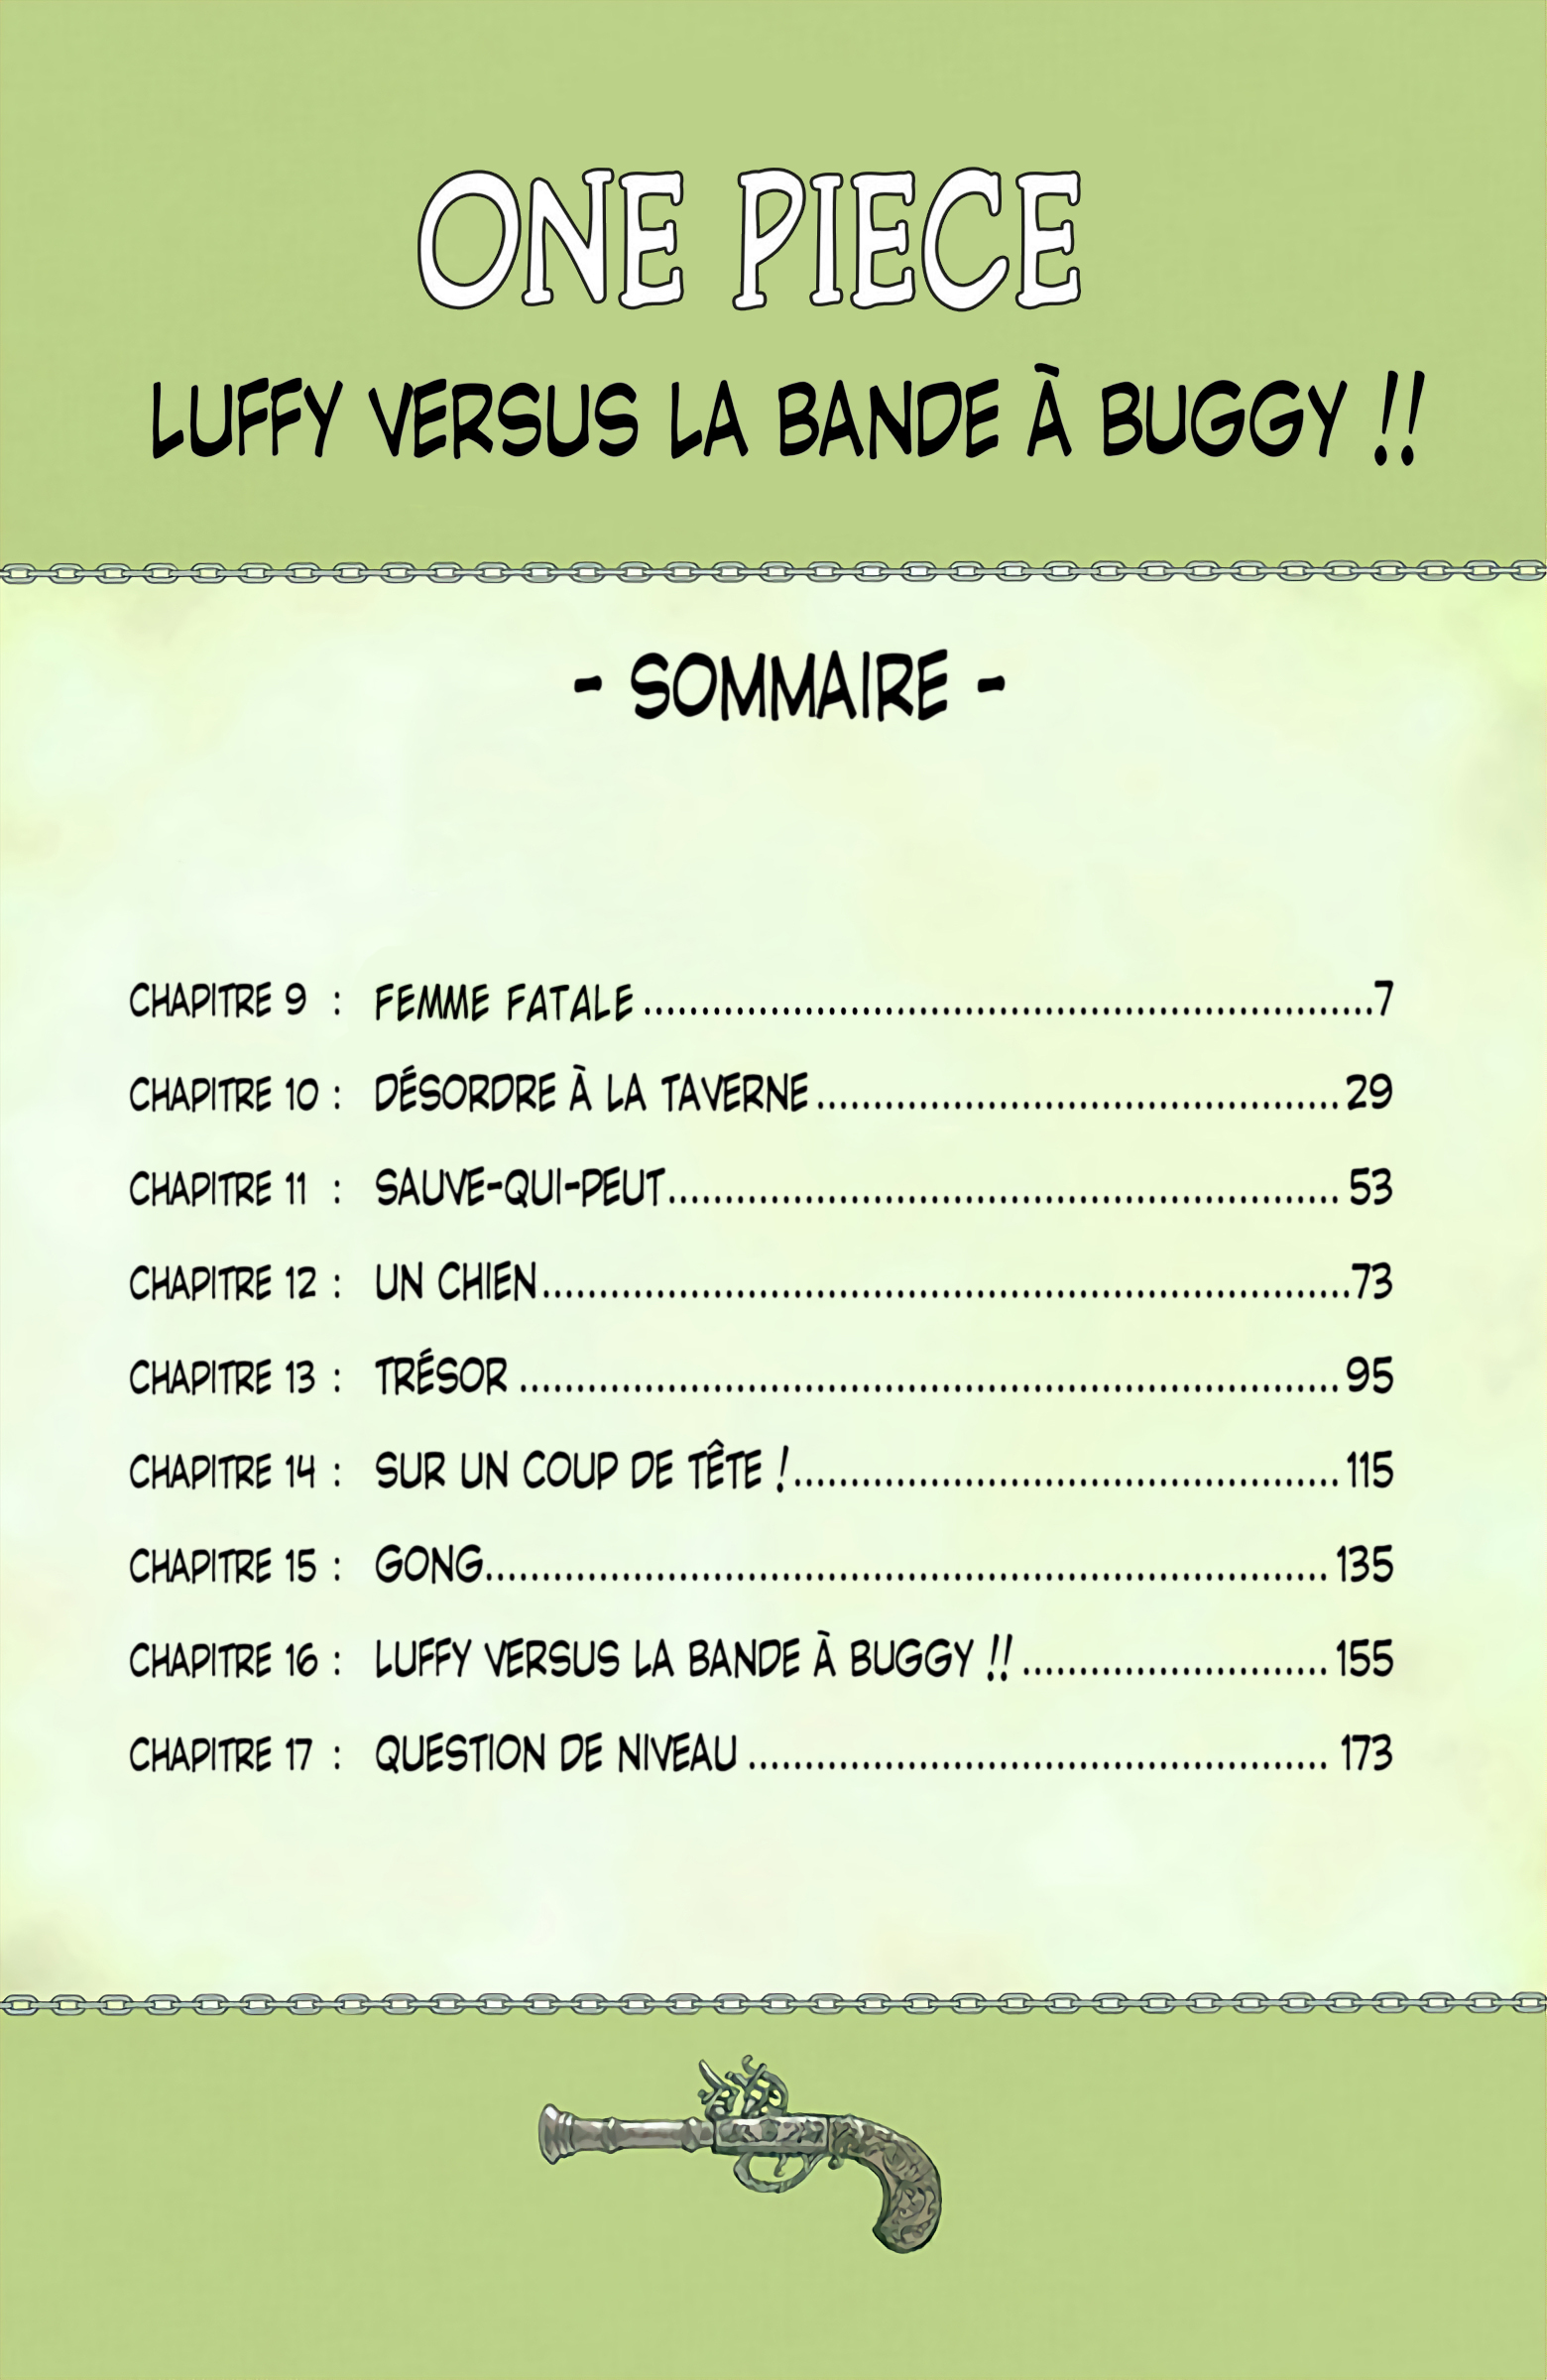 ONE PIECE
LUFFY VERSUS LA BANDE À BUGGY !!
- SOMMAIRE -
CHAPITRE 9 : FEMME FATALE ........ 7
CHAPITRE 10 : DÉSORDRE À LA TAVERNE ........ 29
CHAPITRE 11 : SAUVE-QUI-PEUT ........ 53
CHAPITRE 12 : UN CHIEN ........ 73
CHAPITRE 13 : TRÉSOR ........ 95
CHAPITRE 14 : SUR UN COUP DE TÊTE ! ........ 115
CHAPITRE 15 : GONG ........ 135
CHAPITRE 16 : LUFFY VERSUS LA BANDE À BUGGY !! ........ 155
CHAPITRE 17 : QUESTION DE NIVEAU ........ 173